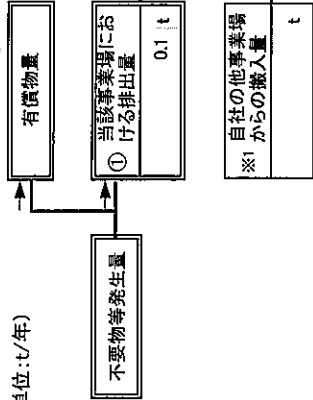 単位:t/年)
不要物等発生量
有償物量
① 当該事業場にお
ける排出量
0.1 t
※1 自社の他事業場
からの搬入量
t